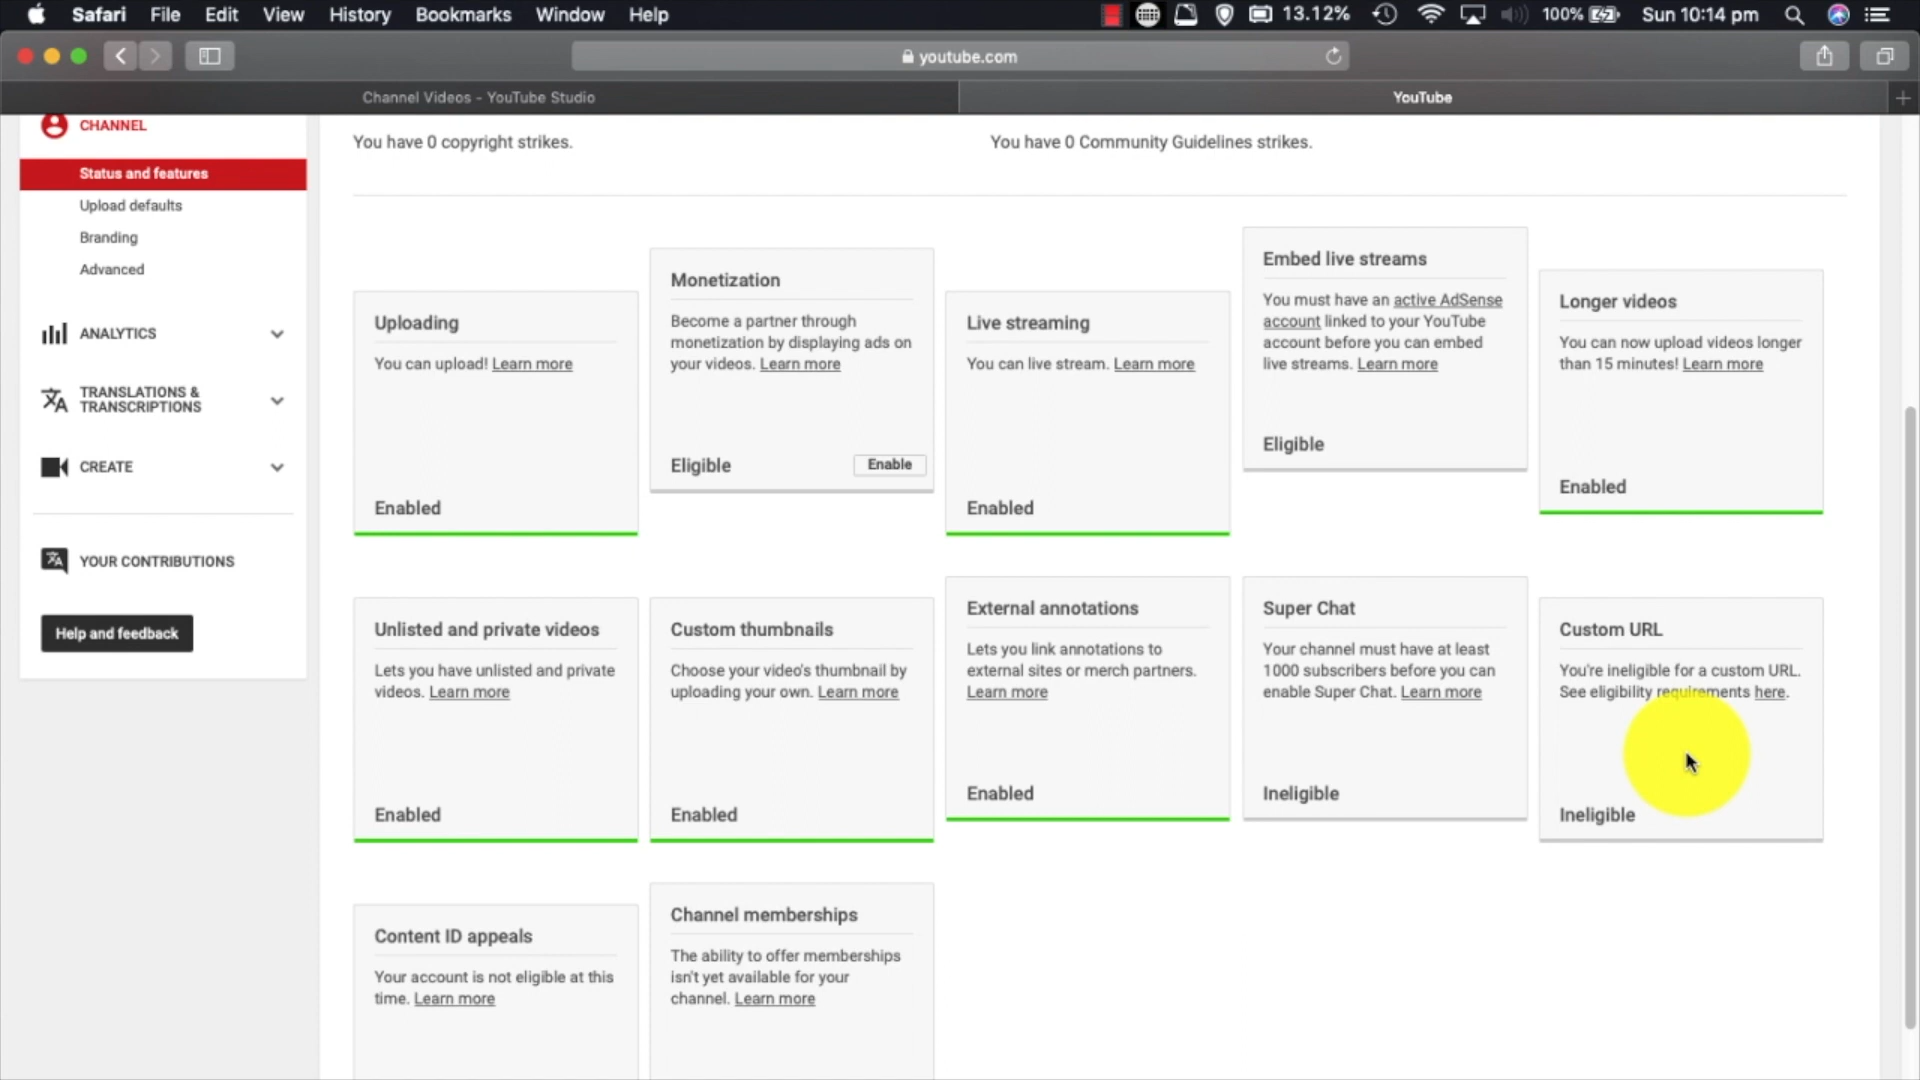 Safari File Edit View History Bookmarks Window Help 13.12% 100% Sun 10:14 pm
youtube.com
Channel Videos - YouTube Studio
YouTube
CHANNEL
Status and features
Upload defaults
Branding
Advanced
ANALYTICS
TRANSLATIONS &
TRANSCRIPTIONS
CREATE
YOUR CONTRIBUTIONS
Help and feedback
You have 0 copyright strikes.
You have 0 Community Guidelines strikes.
Uploading
You can upload! Learn more
Enabled
Monetization
Become a partner through
monetization by displaying ads on
your videos. Learn more
Eligible
Enable
Live streaming
You can live stream. Learn more
Enabled
Embed live streams
You must have an active AdSense
account linked to your YouTube
account before you can embed
live streams. Learn more
Eligible
Longer videos
You can now upload videos longer
than 15 minutes! Learn more
Enabled
Unlisted and private videos
Lets you have unlisted and private
videos. Learn more
Enabled
Custom thumbnails
Choose your video's thumbnail by
uploading your own. Learn more
Enabled
External annotations
Lets you link annotations to
external sites or merch partners.
Learn more
Enabled
Super Chat
Your channel must have at least
1000 subscribers before you can
enable Super Chat. Learn more
Ineligible
Custom URL
You're ineligible for a custom URL.
See eligibility requirements here.
Ineligible
Content ID appeals
Your account is not eligible at this
time. Learn more
Channel memberships
The ability to offer memberships
isn't yet available for your
channel. Learn more